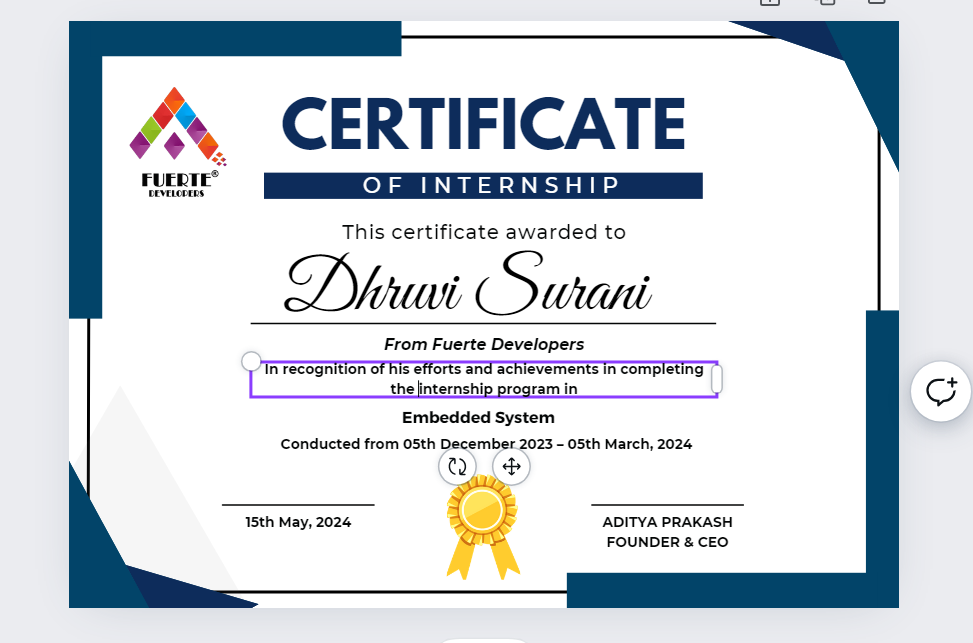 FUERTE®
DEVELOPERS
CERTIFICATE
OF INTERNSHIP
This certificate awarded to
Dhruvi Surani
From Fuerte Developers
In recognition of his efforts and achievements in completing
the internship program in
Embedded System
Conducted from 05th December 2023 – 05th March, 2024
15th May, 2024
ADITYA PRAKASH
FOUNDER & CEO